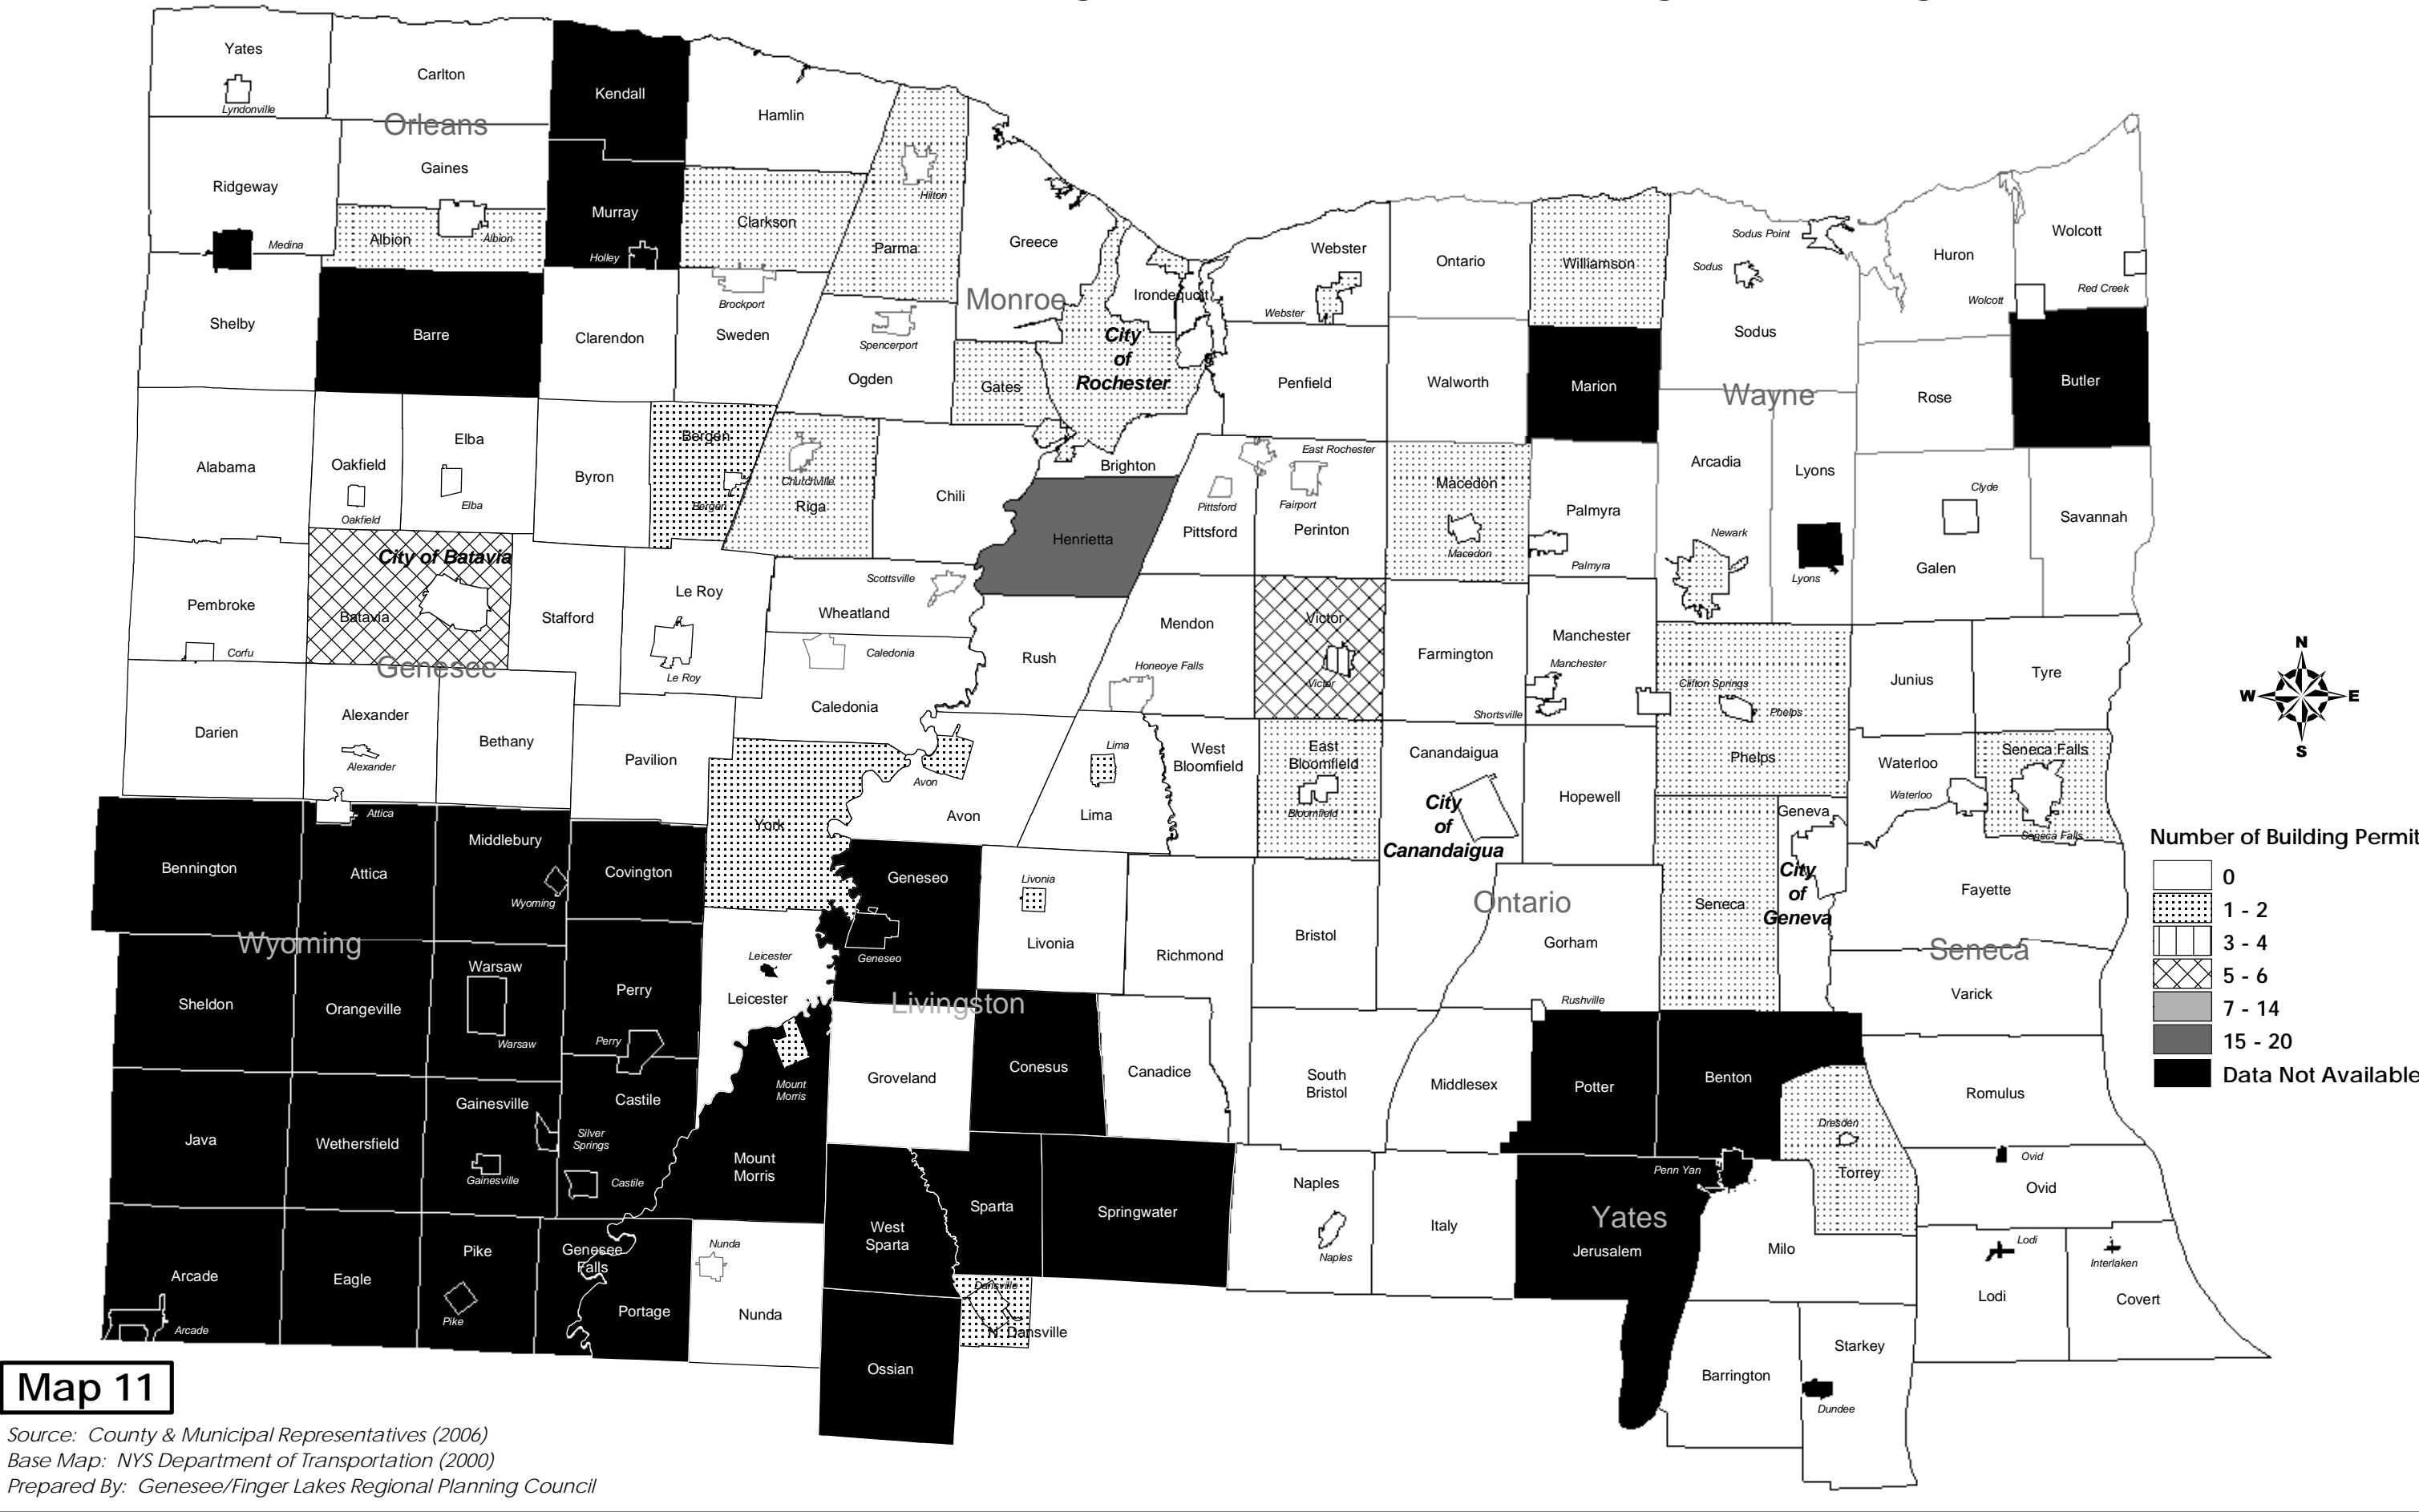 Yates
Lyndonville
Carlton
Kendall
Hamlin
Orleans
Gaines
Ridgeway
Murray
Clarkson
Hilton
Parma
Albion
Albion
Medina
Holley
Greece
Webster
Webster
Ontario
Williamson
Sodus Point
Sodus
Sodus
Huron
Wolcott
Wolcott
Red Creek
Shelby
Barre
Clarendon
Brockport
Sweden
Monroe
Irondequoit
Spencerport
Ogden
Gates
City
of
Rochester
Penfield
Walworth
Marion
Wayne
Rose
Butler
Alabama
Oakfield
Oakfield
Elba
Elba
Byron
Bergen
Bergen
Churchville
Riga
Chili
Brighton
Henrietta
Pittsford
Pittsford
East Rochester
Fairport
Perinton
Macedon
Macedon
Palmyra
Palmyra
Arcadia
Newark
Lyons
Lyons
Clyde
Galen
Savannah
City of Batavia
Batavia
Pembroke
Corfu
Genesee
Stafford
Le Roy
Le Roy
Scottsville
Wheatland
Caledonia
Caledonia
Rush
Mendon
Honeoye Falls
Victor
Victor
Farmington
Manchester
Manchester
Shortsville
Clifton Springs
Phelps
Phelps
Junius
Tyre
Darien
Alexander
Alexander
Bethany
Pavilion
York
Avon
Avon
Lima
Lima
West
Bloomfield
East
Bloomfield
Bloomfield
Canandaigua
City
of
Canandaigua
Hopewell
Geneva
City
of
Geneva
Waterloo
Waterloo
Seneca Falls
Seneca Falls
N
W
E
S
Bennington
Attica
Attica
Middlebury
Wyoming
Covington
Geneseo
Geneseo
Livonia
Livonia
Richmond
Bristol
Ontario
Gorham
Rushville
Seneca
Fayette
Seneca
Varick
Number of Building Permit
0
1 - 2
3 - 4
5 - 6
7 - 14
15 - 20
Data Not Available
Wyoming
Sheldon
Orangeville
Warsaw
Warsaw
Perry
Perry
Leicester
Leicester
Livingston
Mount
Morris
Groveland
Conesus
Canadice
South
Bristol
Middlesex
Potter
Benton
Dresden
Torrey
Romulus
Java
Wethersfield
Gainesville
Gainesville
Silver
Springs
Castile
Castile
Mount
Morris
West
Sparta
Sparta
Springwater
Naples
Naples
Italy
Yates
Jerusalem
Penn Yan
Milo
Ovid
Ovid
Lodi
Lodi
Interlaken
Covert
Arcade
Arcade
Eagle
Pike
Pike
Genesee
Falls
Portage
Nunda
Nunda
Dansville
N. Dansville
Ossian
Barrington
Starkey
Dundee
Map 11
Source: County & Municipal Representatives (2006)
Base Map: NYS Department of Transportation (2000)
Prepared By: Genesee/Finger Lakes Regional Planning Council